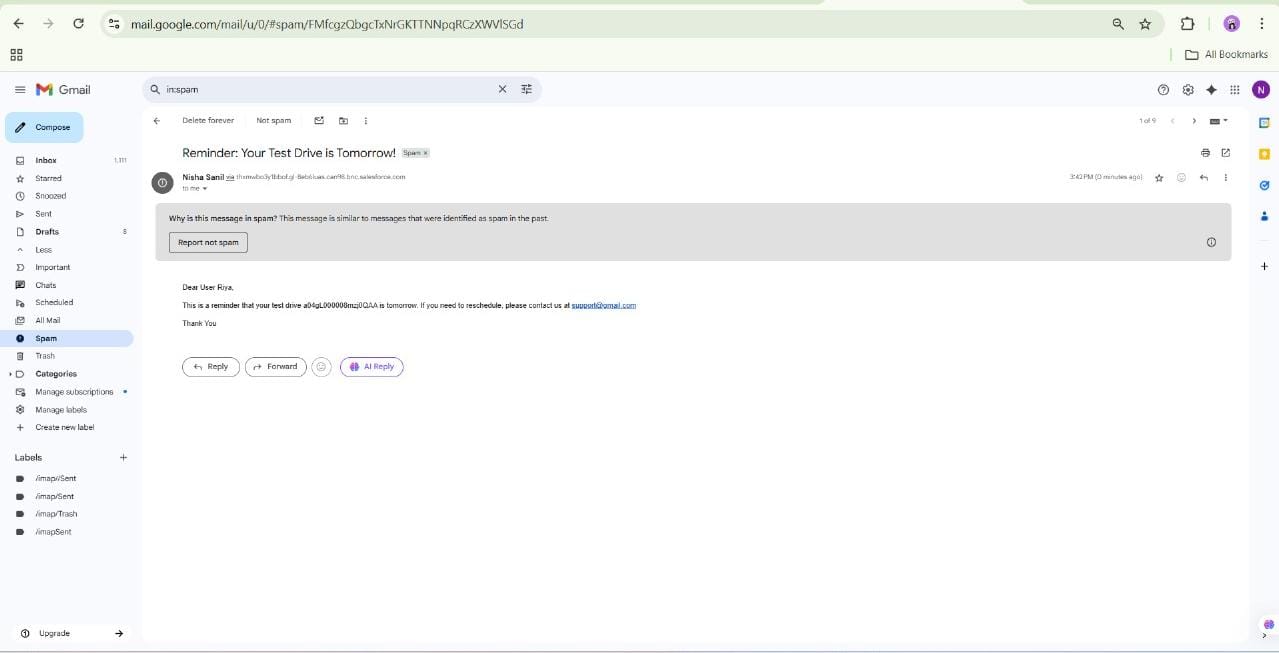 mail.google.com/mail/u/0/#spam/FMfcgzQbgcTxNrGKTTNNpqRCzXWVlSGd
All Bookmarks
Gmail
in:spam
N
Compose
Delete forever
Not spam
1 of 9
Inbox 1,111
Starred
Snoozed
Sent
Drafts 8
Less
Important
Chats
Scheduled
All Mail
Spam
Trash
Categories
Manage subscriptions
Manage labels
Create new label
Labels
/imap//Sent
/imap/Sent
/imap/Trash
/imapSent
Upgrade
Reminder: Your Test Drive is Tomorrow! Spam x
Nisha Sanil via
3:42 PM (0 minutes ago)
to me
Why is this message in spam? This message is similar to messages that were identified as spam in the past.
Report not spam
Dear User Riya,
This is a reminder that your test drive is tomorrow. If you need to reschedule, please contact us at support@gmail.com
Thank You
Reply
Forward
AI Reply